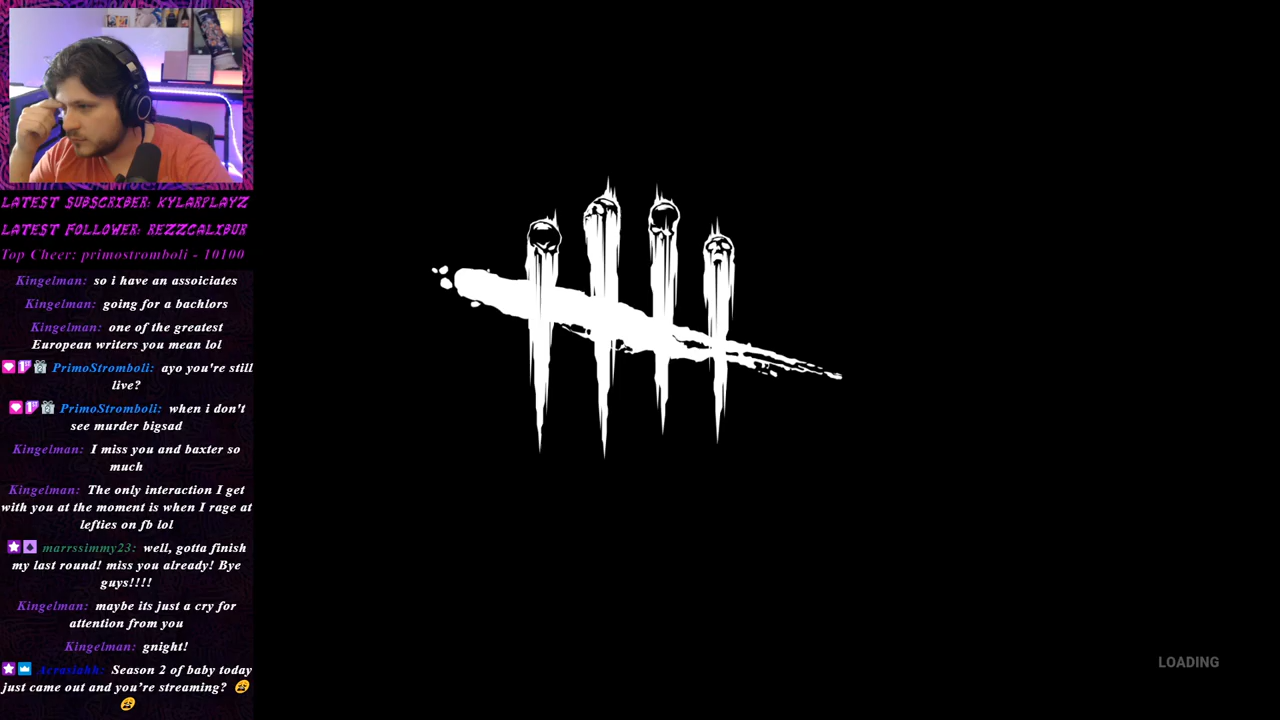 LATEST SUBSCRIBER: KYLARPLAYZ
LATEST FOLLOWER: REZZCALIBUR
Top Cheer: primostromboli - 10100
Kingelman: so i have an assoiciates
Kingelman: going for a bachlors
Kingelman: one of the greatest
European writers you mean lol
PrimoStromboli: ayo you're still
live?
PrimoStromboli: when i don't
see murder bigsad
Kingelman: I miss you and baxter so
much
Kingelman: The only interaction I get
with you at the moment is when I rage at
lefties on fb lol
marrssimmy23: well, gotta finish
my last round! miss you already! Bye
guys!!!!
Kingelman: maybe its just a cry for
attention from you
Kingelman: gnight!
Acrasiahh: Season 2 of baby today
just came out and you're streaming? 😩
😩
LOADING